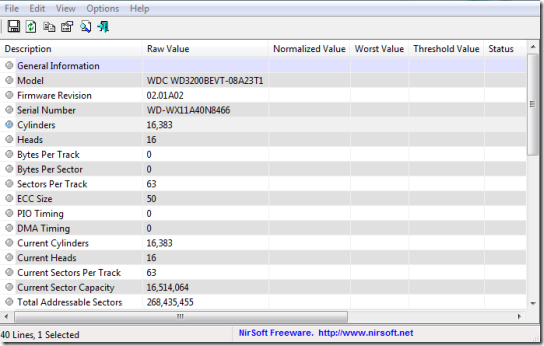 File Edit View Options Help
Description Raw Value Normalized Value Worst Value Threshold Value Status
General Information
Model WDC WD3200BEVT-08A23T1
Firmware Revision 02.01A02
Serial Number WD-WX11A40N8466
Cylinders 16,383
Heads 16
Bytes Per Track 0
Bytes Per Sector 0
Sectors Per Track 63
ECC Size 50
PIO Timing 0
DMA Timing 0
Current Cylinders 16,383
Current Heads 16
Current Sectors Per Track 63
Current Sector Capacity 16,514,064
Total Addressable Sectors 268,435,455
40 Lines, 1 Selected NirSoft Freeware. http://www.nirsoft.net